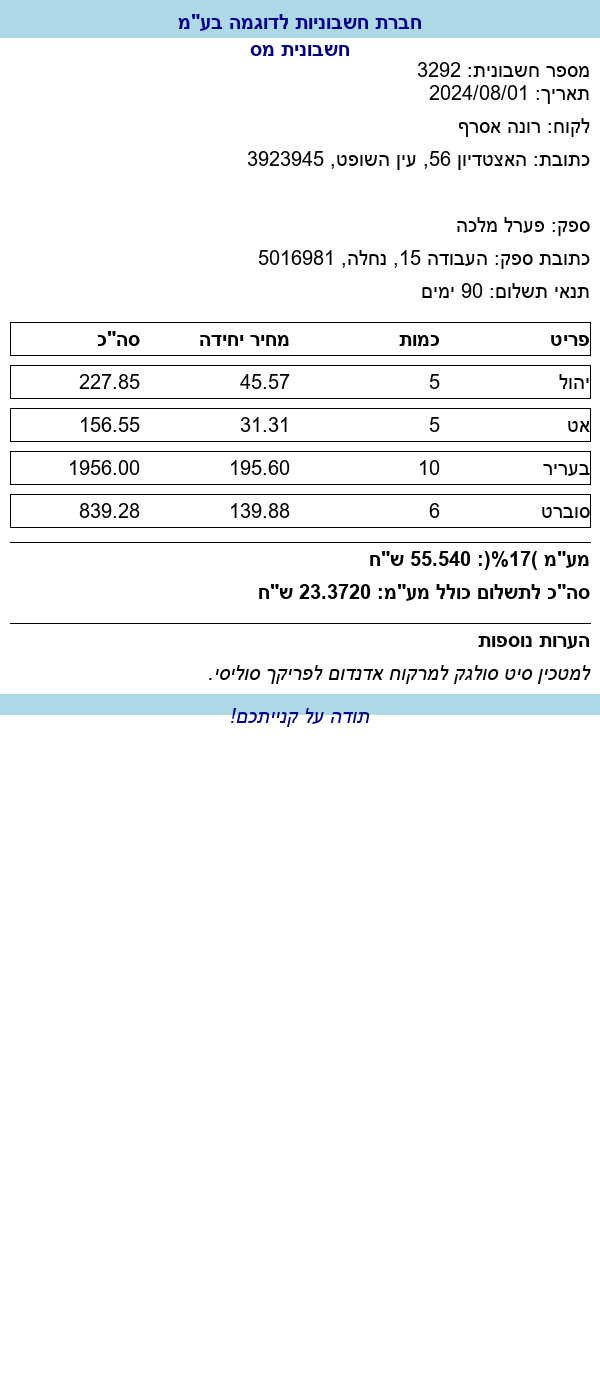 חברת חשבוניות לדוגמה בע"מ
חשבונית מס
מספר חשבונית: 3292
תאריך: 2024/08/01
לקוח: רונה אסרף
כתובת: האצטדיון 56, עין השופט, 3923945
ספק: פערל מלכה
כתובת ספק: העבודה 15, נחלה, 5016981
תנאי תשלום: 90 ימים
פריט כמות מחיר יחידה סה"כ
יהול 5 45.57 227.85
אט 5 31.31 156.55
בעריר 10 195.60 1956.00
סוברט 6 139.88 839.28
מע"מ )17%(: 55.540 ש"ח
סה"כ לתשלום כולל מע"מ: 23.3720 ש"ח
הערות נוספות
למטכין סיט סולגק למרקוח אדנדום לפריקך סוליסי.
תודה על קנייתכם!